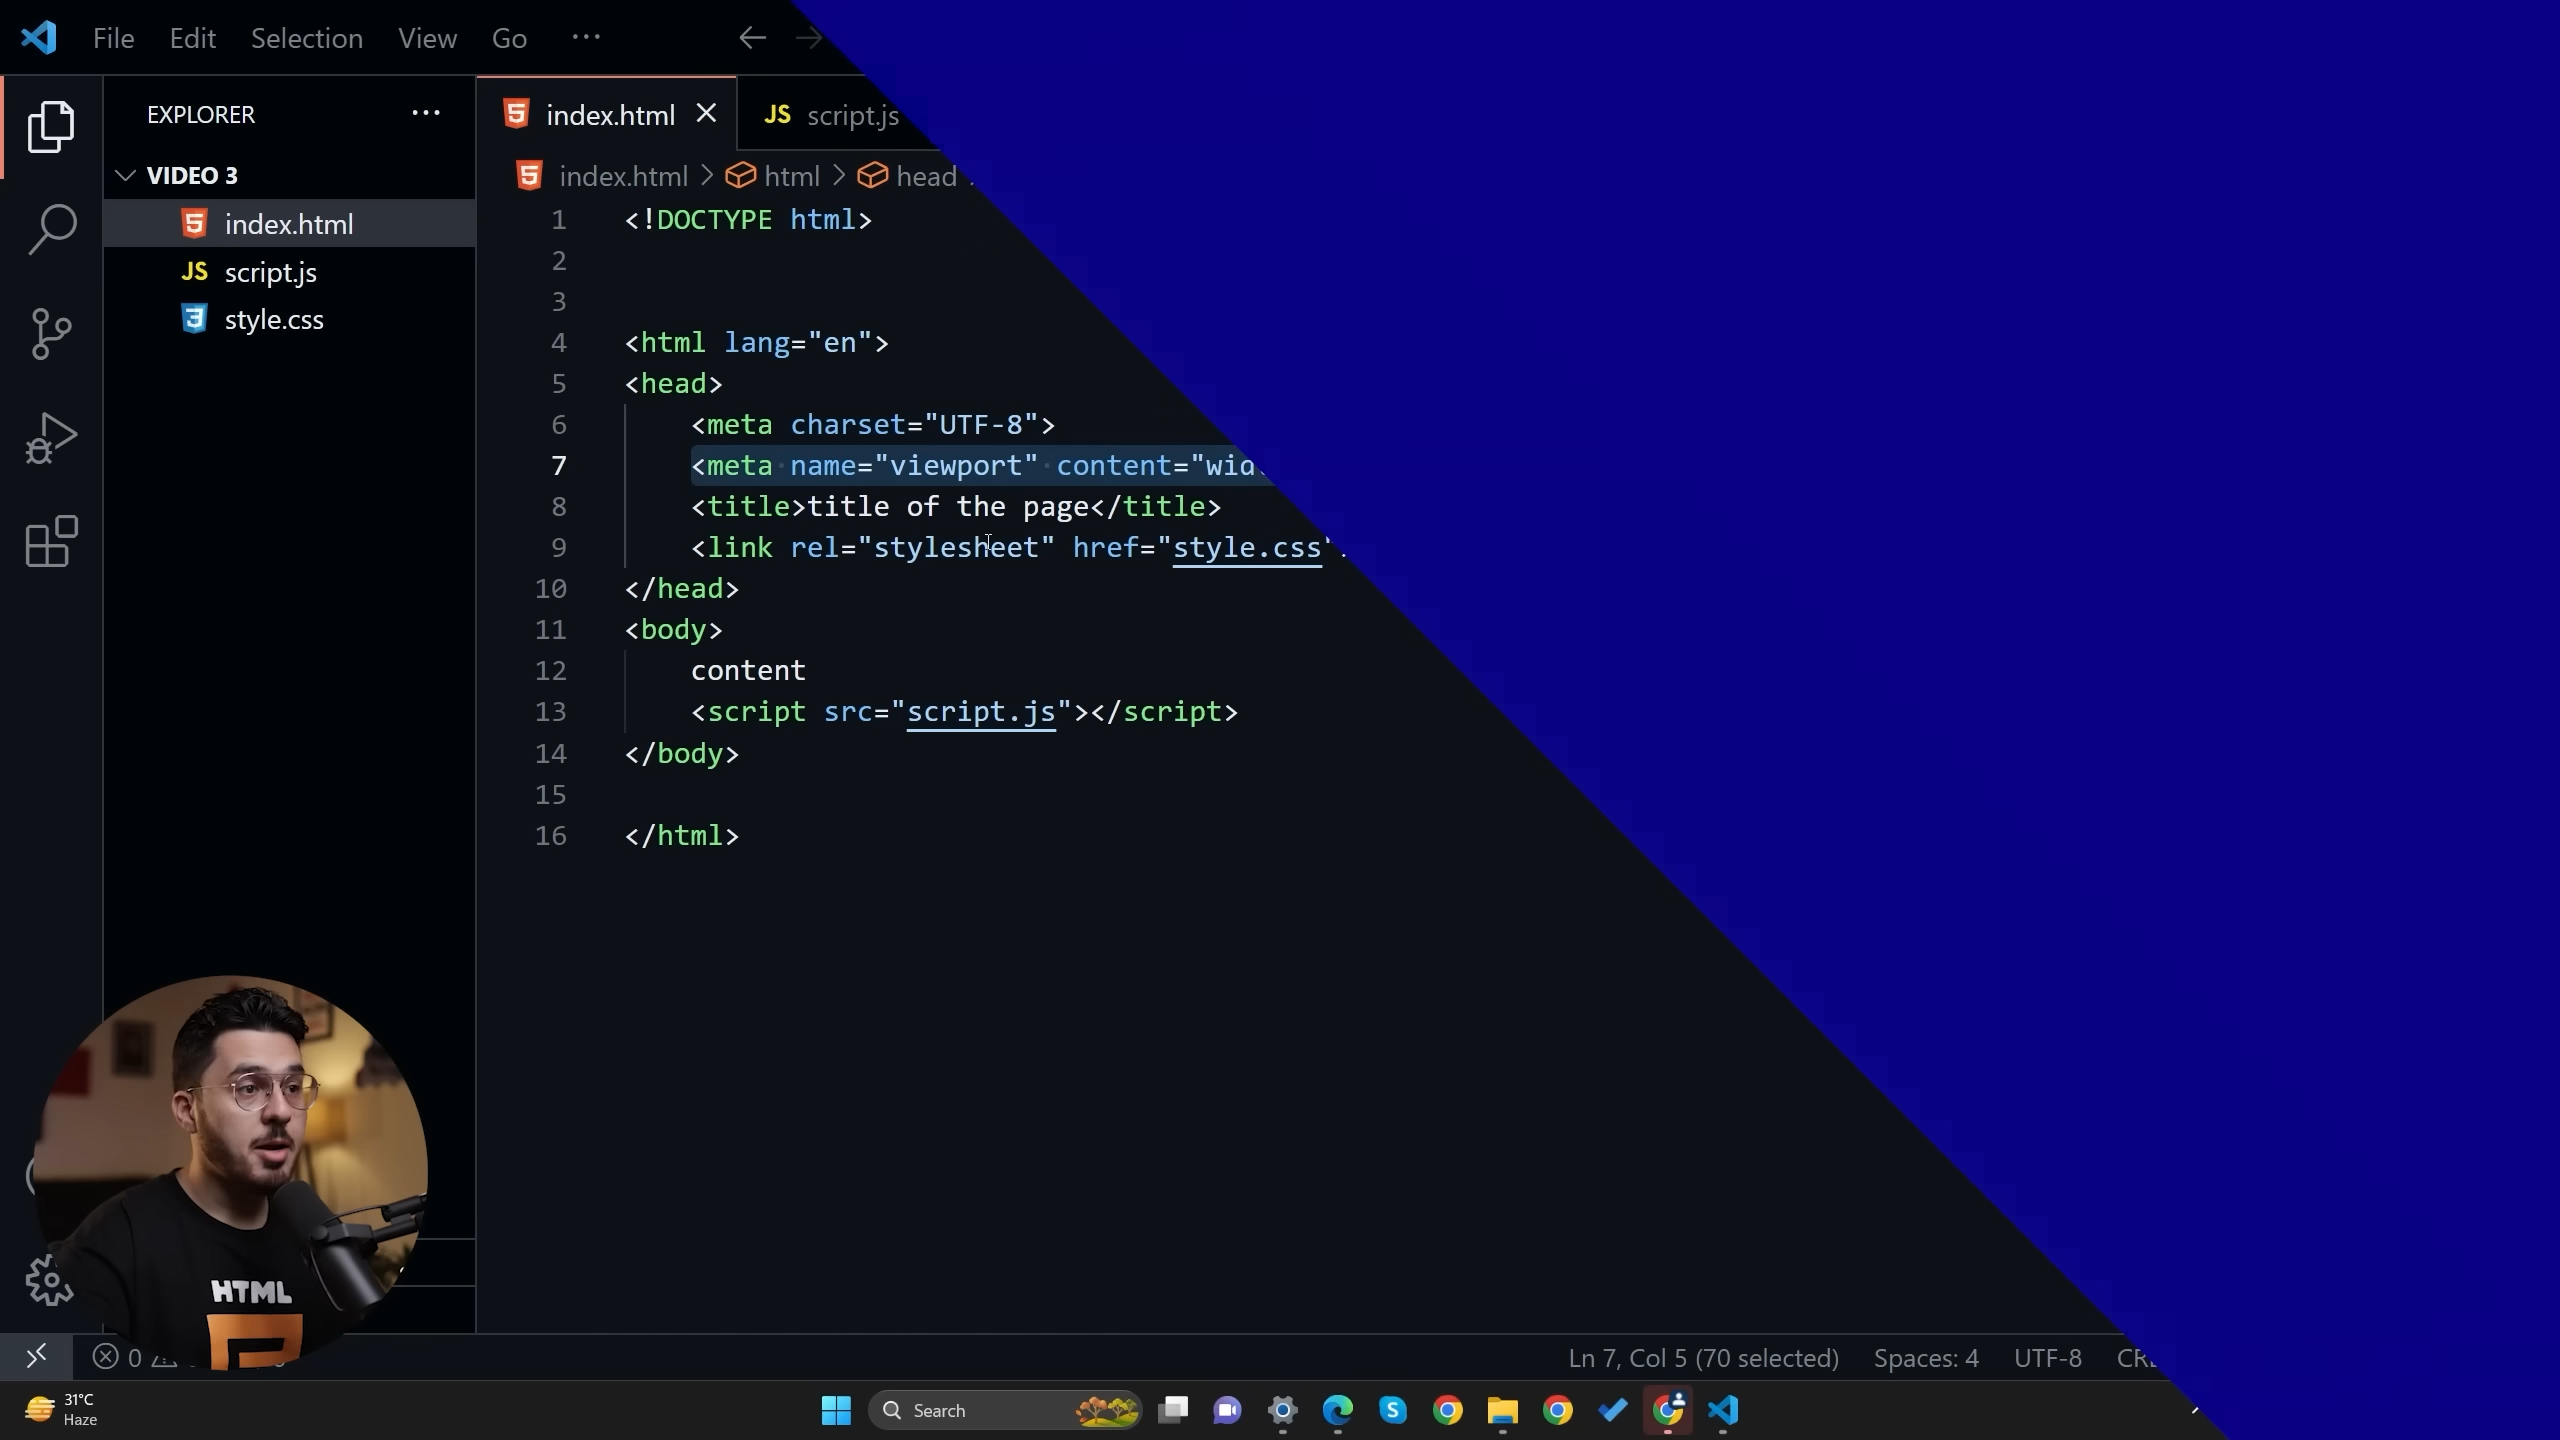 File Edit Selection View Go ...
EXPLORER ...
VIDEO 3
index.html
script.js
style.css
index.html
JS script.js
index.html > html > head
1 <!DOCTYPE html>
2
3
4 <html lang="en">
5 <head>
6 <meta charset="UTF-8">
7 <meta name="viewport" content="wid
8 <title>title of the page</title>
9 <link rel="stylesheet" href="style.css"
10 </head>
11 <body>
12 content
13 <script src="script.js"></script>
14 </body>
15
16 </html>
HTML
0
Ln 7, Col 5 (70 selected) Spaces: 4 UTF-8
31°C
Haze
Search